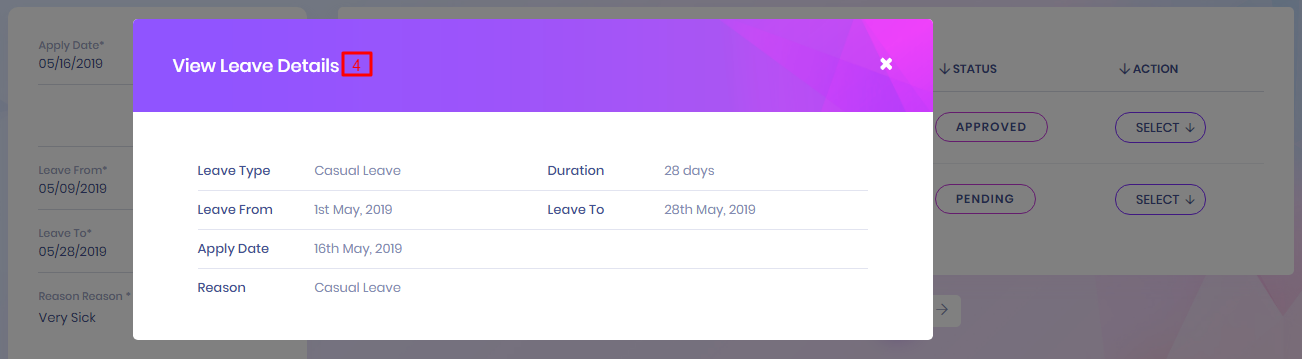 Apply Date*
05/16/2019
Leave From*
05/09/2019
Leave To*
05/28/2019
Reason Reason *
Very Sick
View Leave Details 4
Leave Type Casual Leave Duration 28 days
Leave From 1st May, 2019 Leave To 28th May, 2019
Apply Date 16th May, 2019
Reason Casual Leave
STATUS ACTION
APPROVED SELECT
PENDING SELECT